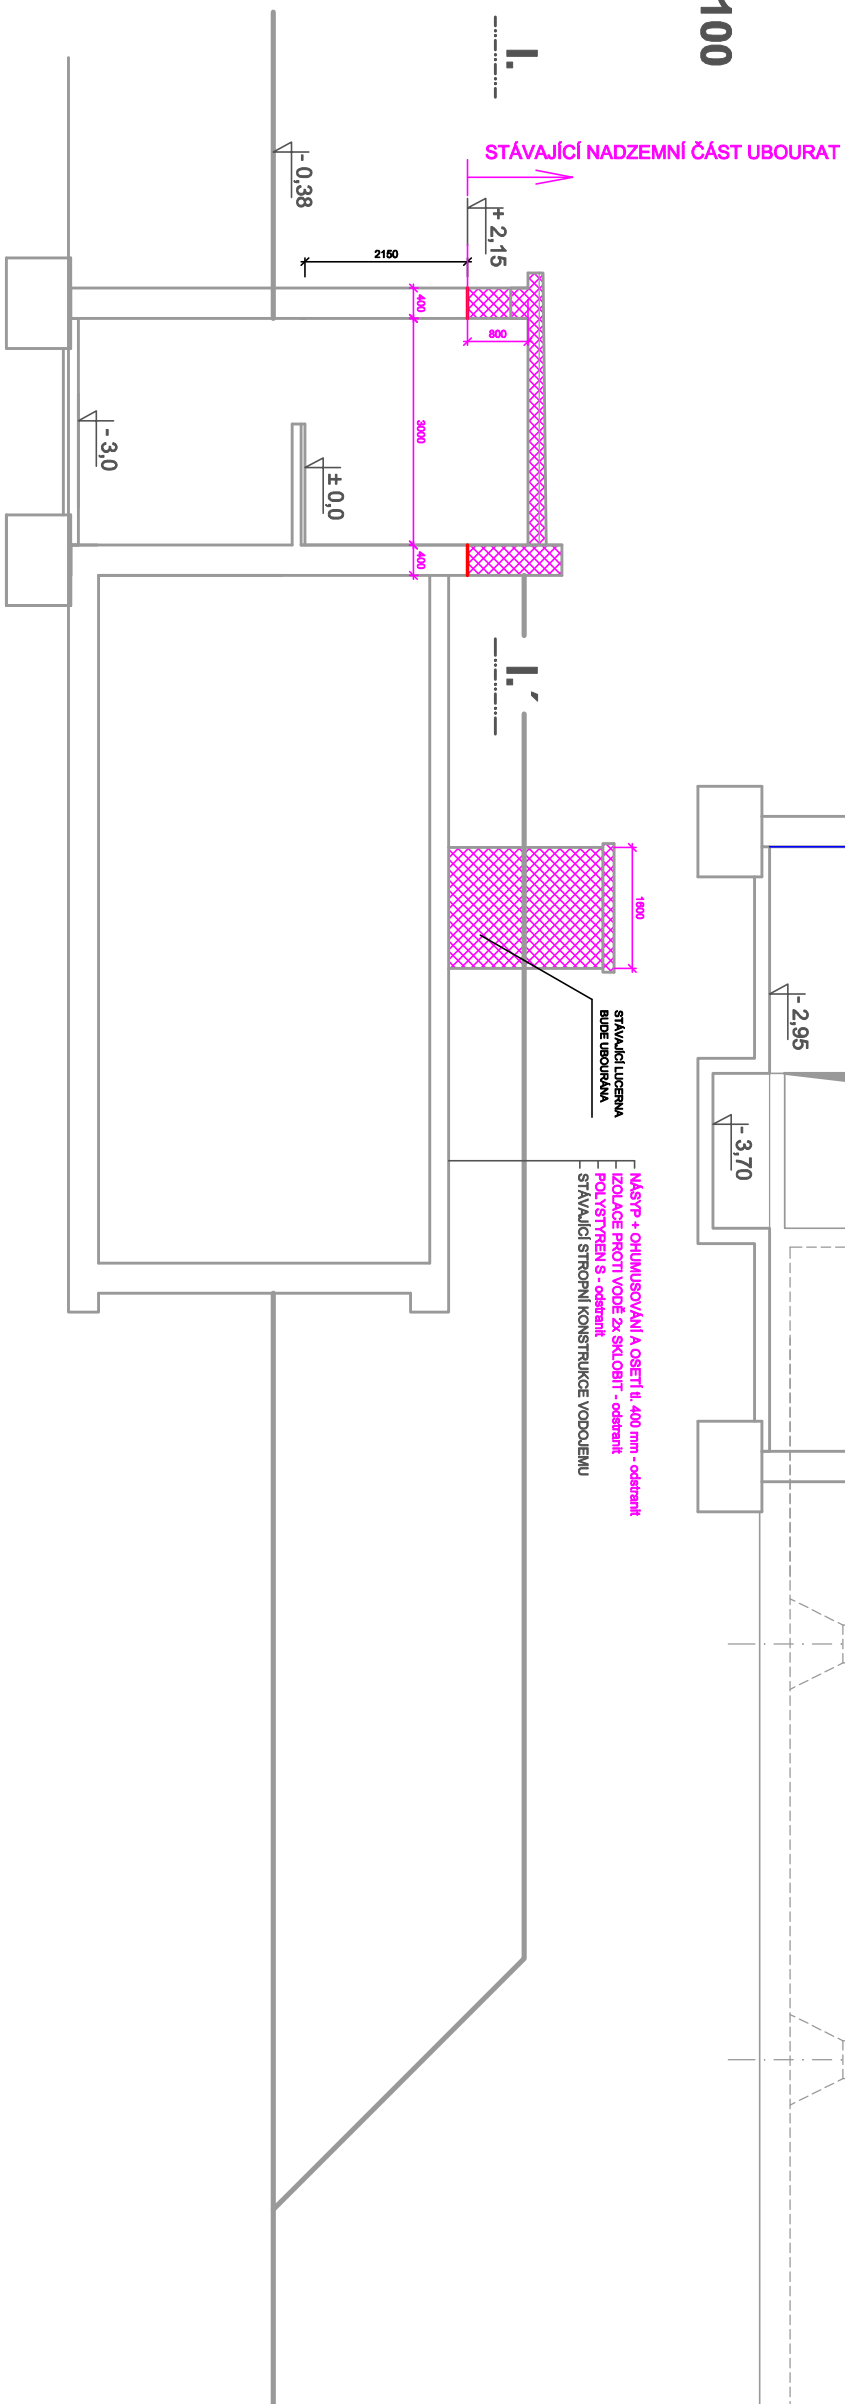 100
I.
STÁVAJÍCÍ NADZEMNÍ ČÁST UBOURAT
- 0,38
+ 2,15
2150
400
800
3000
- 3,0
± 0,0
400
I.´
1600
- 2,95
STÁVAJÍCÍ LUCERNA
BUDE UBOURÁNA
- 3,70
NÁSYP + OHUMUSOVÁNÍ A OSETÍ tl. 400 mm - odstranit
IZOLACE PROTI VODĚ 2x SKLOBIT - odstranit
POLYSTYREN S - odstranit
STÁVAJÍCÍ STROPNÍ KONSTRUKCE VODOJEMU